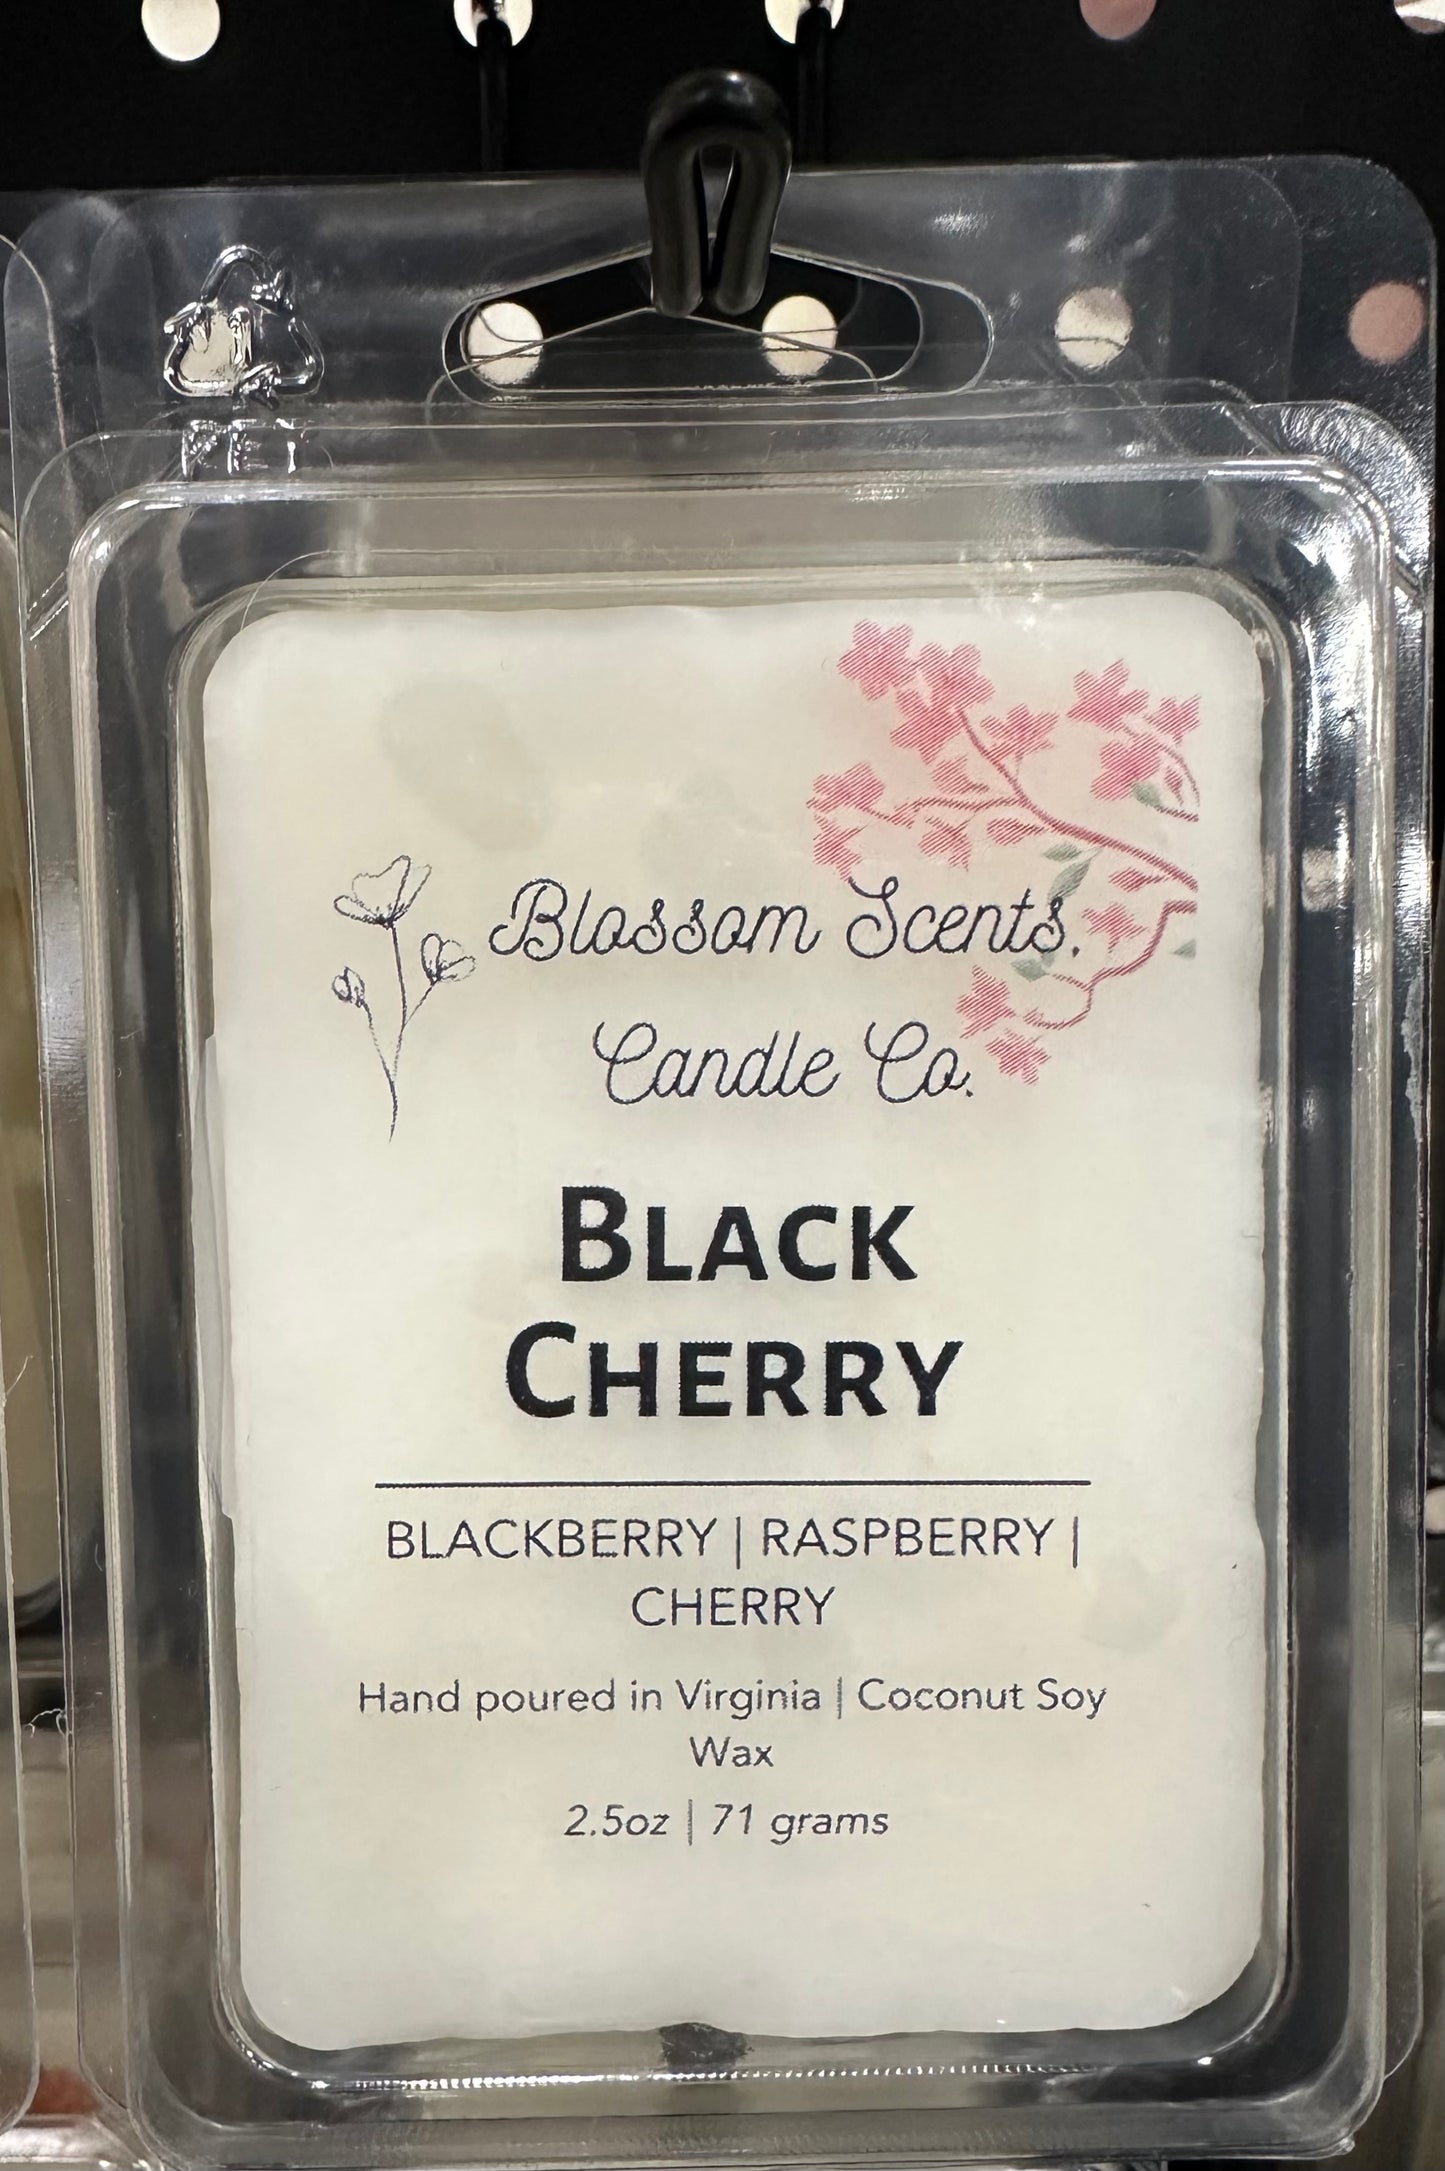 PET
Blossom Scents.
Candle Co.
BLACK
CHERRY
BLACKBERRY | RASPBERRY |
CHERRY
Hand poured in Virginia | Coconut Soy
Wax
2.5oz | 71 grams